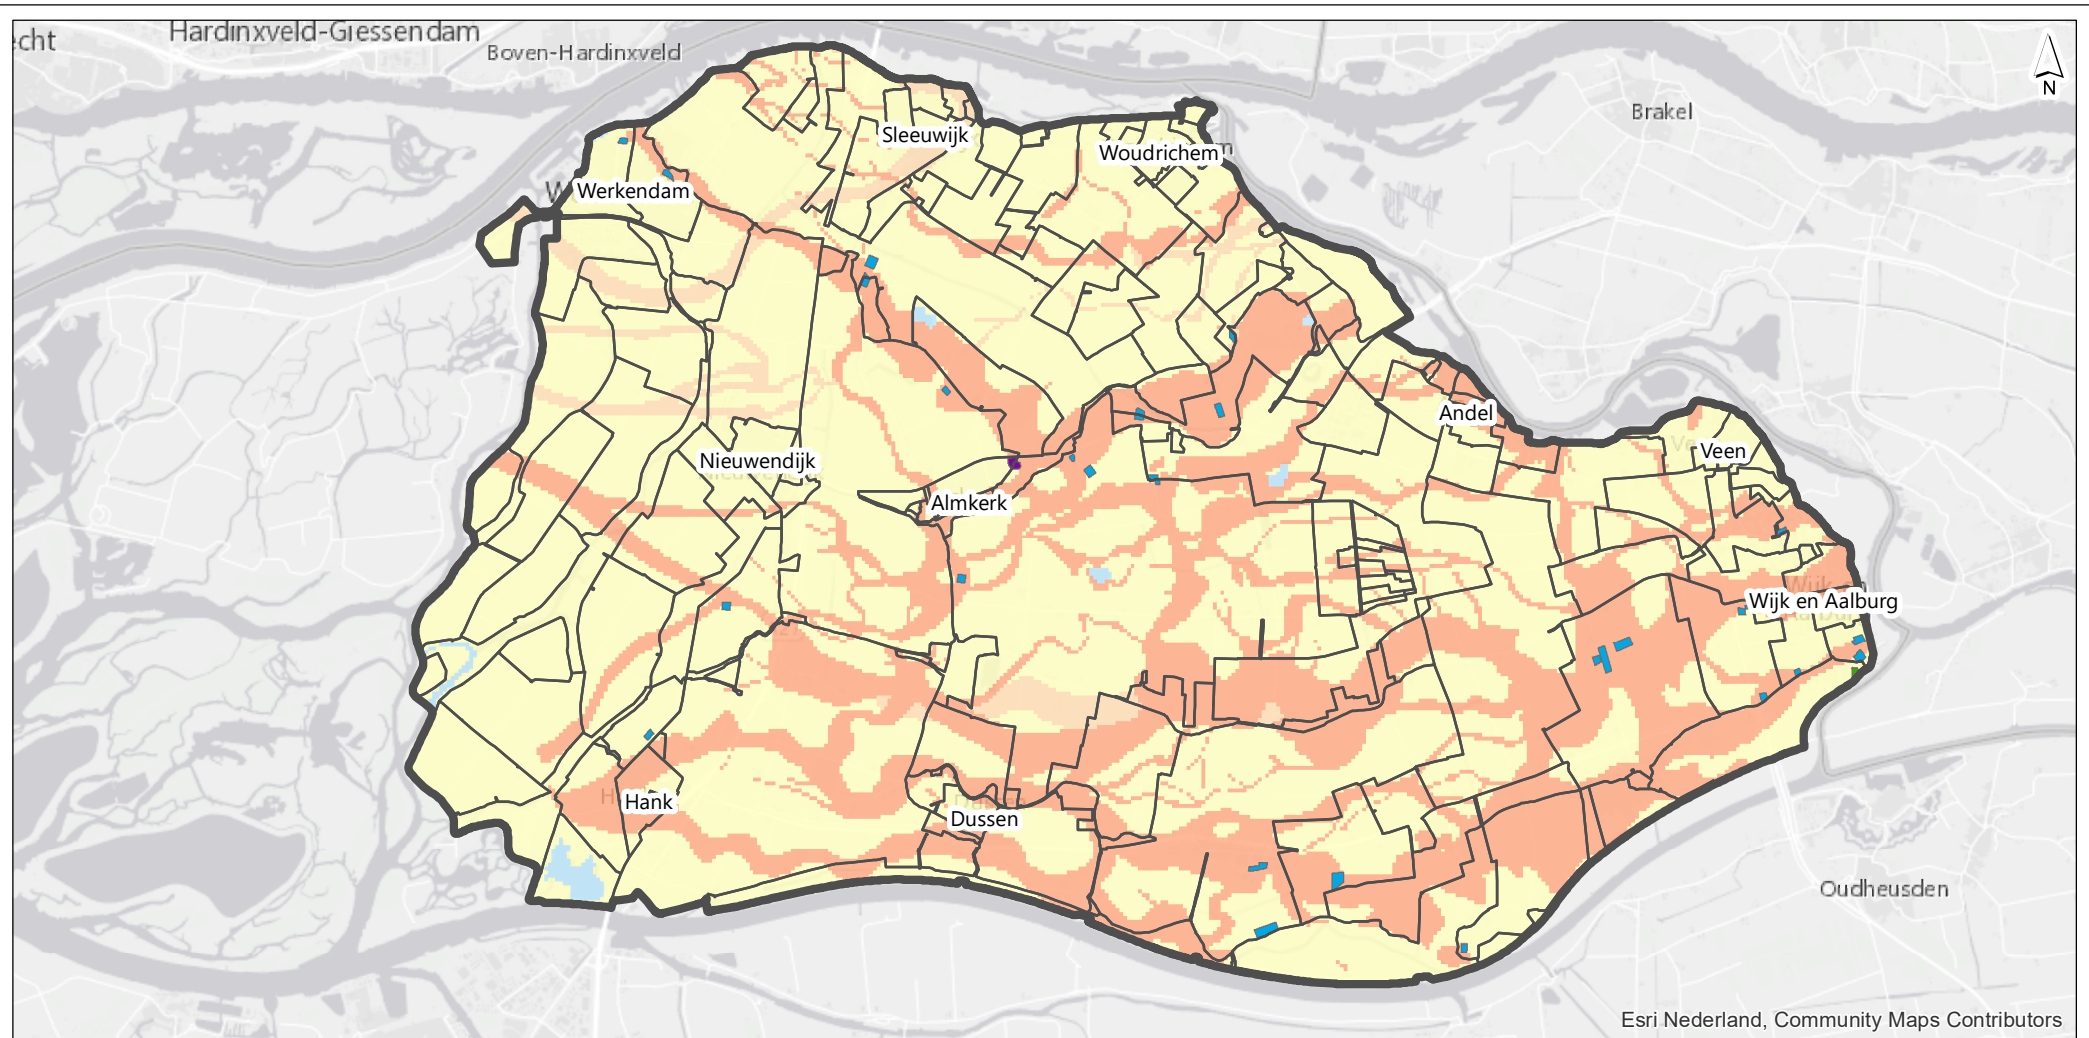 echt
Hardinxveld-Giessendam
Boven-Hardinxveld
N
Brakel
Sleeuwijk
Woudrichem
Werkendam
Andel
Veen
Nieuwendijk
Almkerk
Wijk en Aalburg
Hank
Dussen
Oudheusden
Esri Nederland, Community Maps Contributors